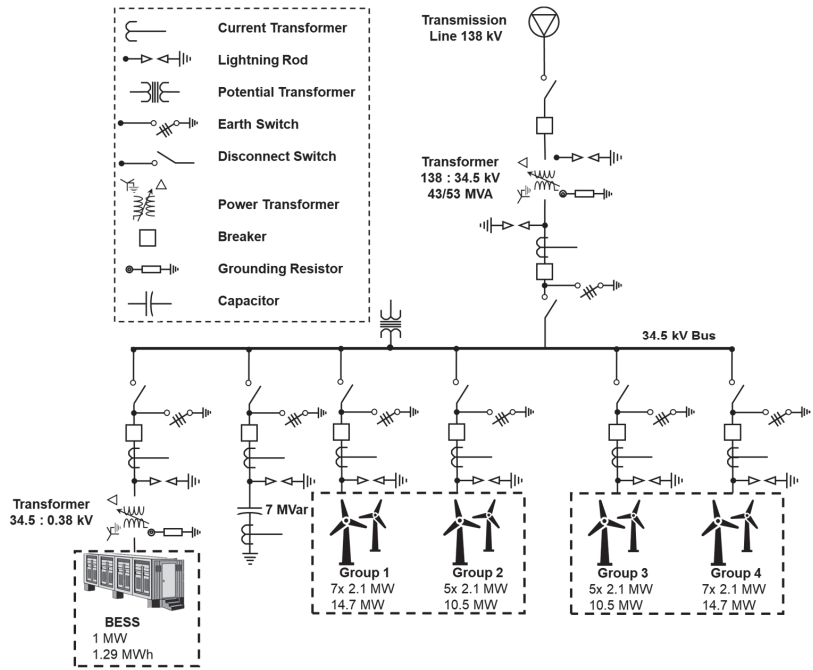 Current Transformer
Lightning Rod
Potential Transformer
Earth Switch
Disconnect Switch
Power Transformer
Breaker
Grounding Resistor
Capacitor
Transmission
Line 138 kV
Transformer
138 : 34.5 kV
43/53 MVA
34.5 kV Bus
Transformer
34.5 : 0.38 kV
7 MVar
BESS
1 MW
1.29 MWh
Group 1
7x 2.1 MW
14.7 MW
Group 2
5x 2.1 MW
10.5 MW
Group 3
5x 2.1 MW
10.5 MW
Group 4
7x 2.1 MW
14.7 MW